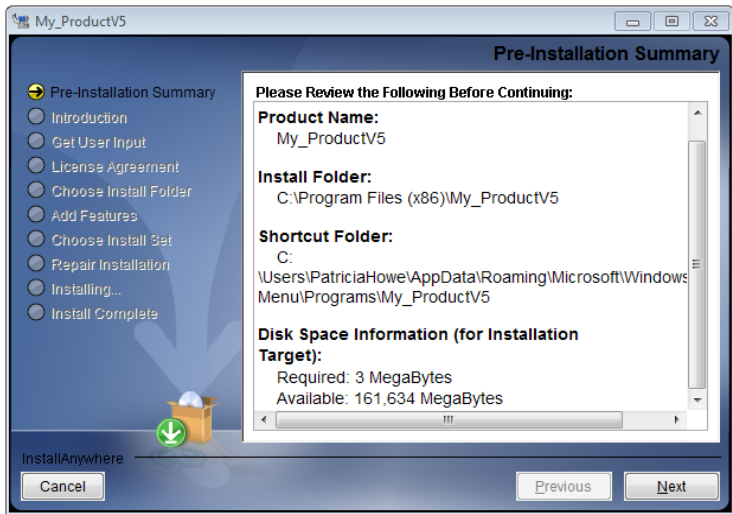 My_ProductV5
Pre-Installation Summary
Pre-Installation Summary
Introduction
Get User Input
License Agreement
Choose Install Folder
Add Features
Choose Install Set
Repair Installation
Installing...
Install Complete
Please Review the Following Before Continuing:
Product Name:
My_ProductV5
Install Folder:
C:\Program Files (x86)\My_ProductV5
Shortcut Folder:
C:
\Users\PatriciaHowe\AppData\Roaming\Microsoft\Windows
Menu\Programs\My_ProductV5
Disk Space Information (for Installation
Target):
Required: 3 MegaBytes
Available: 161,634 MegaBytes
InstallAnywhere
Cancel
Previous
Next